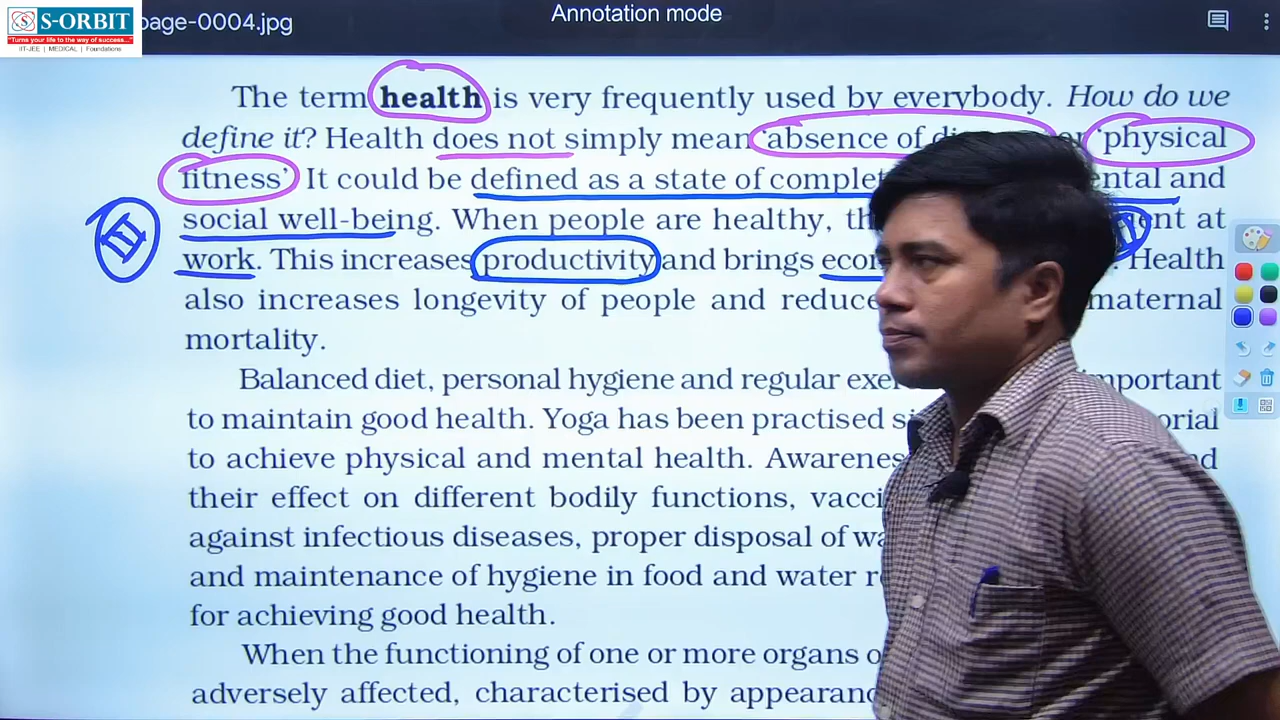 S S-ORBIT
"Turns your life to the way of success..."
IIT-JEE | MEDICAL | Foundations
page-0004.jpg
Annotation mode
The term health is very frequently used by everybody. How do we
define it? Health does not simply mean 'absence of or 'physical
fitness' It could be defined as a state of complet ental and
social well-being. When people are healthy, th ent at
II
work. This increases productivity and brings econ . Health
also increases longevity of people and reduce maternal
mortality.
Balanced diet, personal hygiene and regular exer important
to maintain good health. Yoga has been practised si orial
to achieve physical and mental health. Awarenes nd
their effect on different bodily functions, vacci
against infectious diseases, proper disposal of wa
and maintenance of hygiene in food and water r
for achieving good health.
When the functioning of one or more organs o
adversely affected, characterised by appearanc